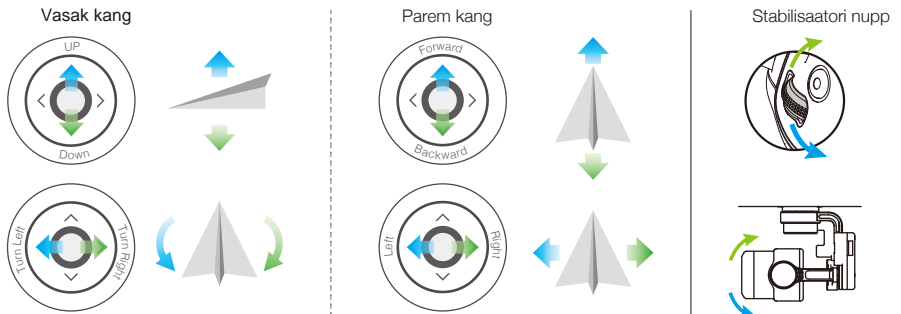 Vasak kang
UP
Down
Turn Left
Turn Right
Parem kang
Forward
Backward
Left
Right
Stabilisaatori nupp